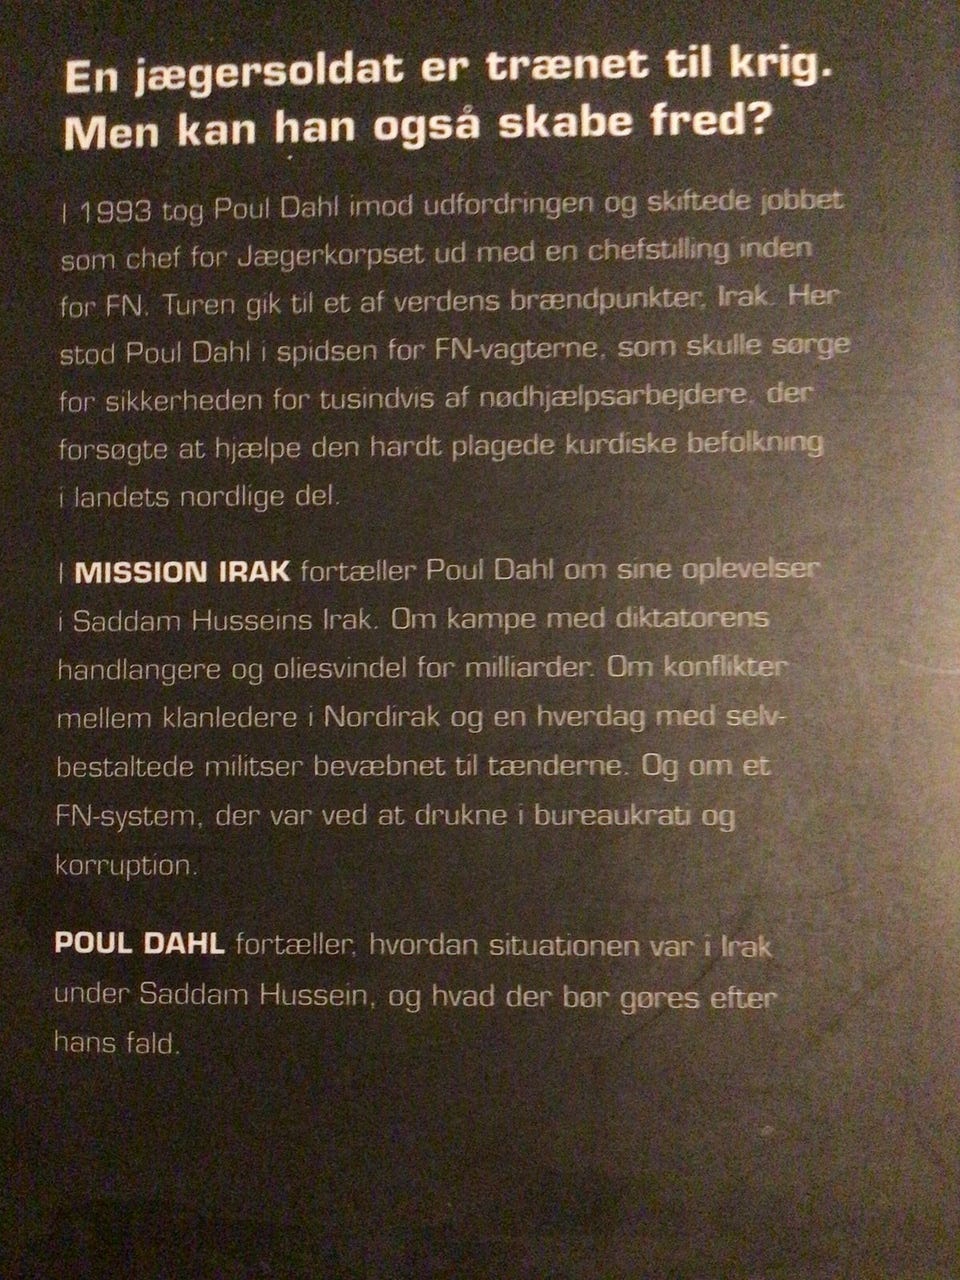 En jægersoldat er trænet til krig.
Men kan han også skabe fred?
I 1993 tog Poul Dahl imod udfordringen og skiftede jobbet
som chef for Jægerkorpset ud med en chefstilling inden
for FN. Turen gik til et af verdens brændpunkter, Irak. Her
stod Poul Dahl i spidsen for FN-vagterne, som skulle sørge
for sikkerheden for tusindvis af nødhjælpsarbejdere, der
forsøgte at hjælpe den hardt plagede kurdiske befolkning
i landets nordlige del.
I MISSION IRAK fortæller Poul Dahl om sine oplevelser
i Saddam Husseins Irak. Om kampe med diktatorens
handlangere og oliesvindel for milliarder. Om konflikter
mellem klanledere i Nordirak og en hverdag med selv-
bestaltede militser bevæbnet til tænderne. Og om et
FN-system, der var ved at drukne i bureaukrati og
korruption.
POUL DAHL fortæller, hvordan situationen var i Irak
under Saddam Hussein, og hvad der bør gøres efter
hans fald.